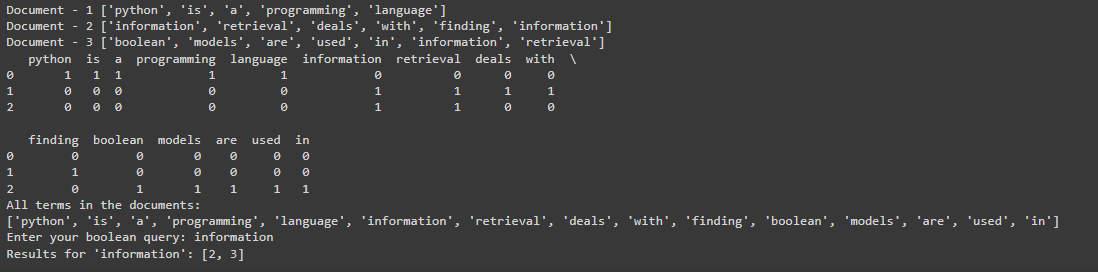 Document - 1 ['python', 'is', 'a', 'programming', 'language']
Document - 2 ['information', 'retrieval', 'deals', 'with', 'finding', 'information']
Document - 3 ['boolean', 'models', 'are', 'used', 'in', 'information', 'retrieval']
   python  is  a  programming  language  information  retrieval  deals  with  \
0       1   1  1            1         1            0          0      0     0
1       0   0  0            0         0            1          1      1     1
2       0   0  0            0         0            1          1      0     0

   finding  boolean  models  are  used  in
0        0        0       0    0     0   0
1        1        0       0    0     0   0
2        0        1       1    1     1   1
All terms in the documents:
['python', 'is', 'a', 'programming', 'language', 'information', 'retrieval', 'deals', 'with', 'finding', 'boolean', 'models', 'are', 'used', 'in']
Enter your boolean query: information
Results for 'information': [2, 3]